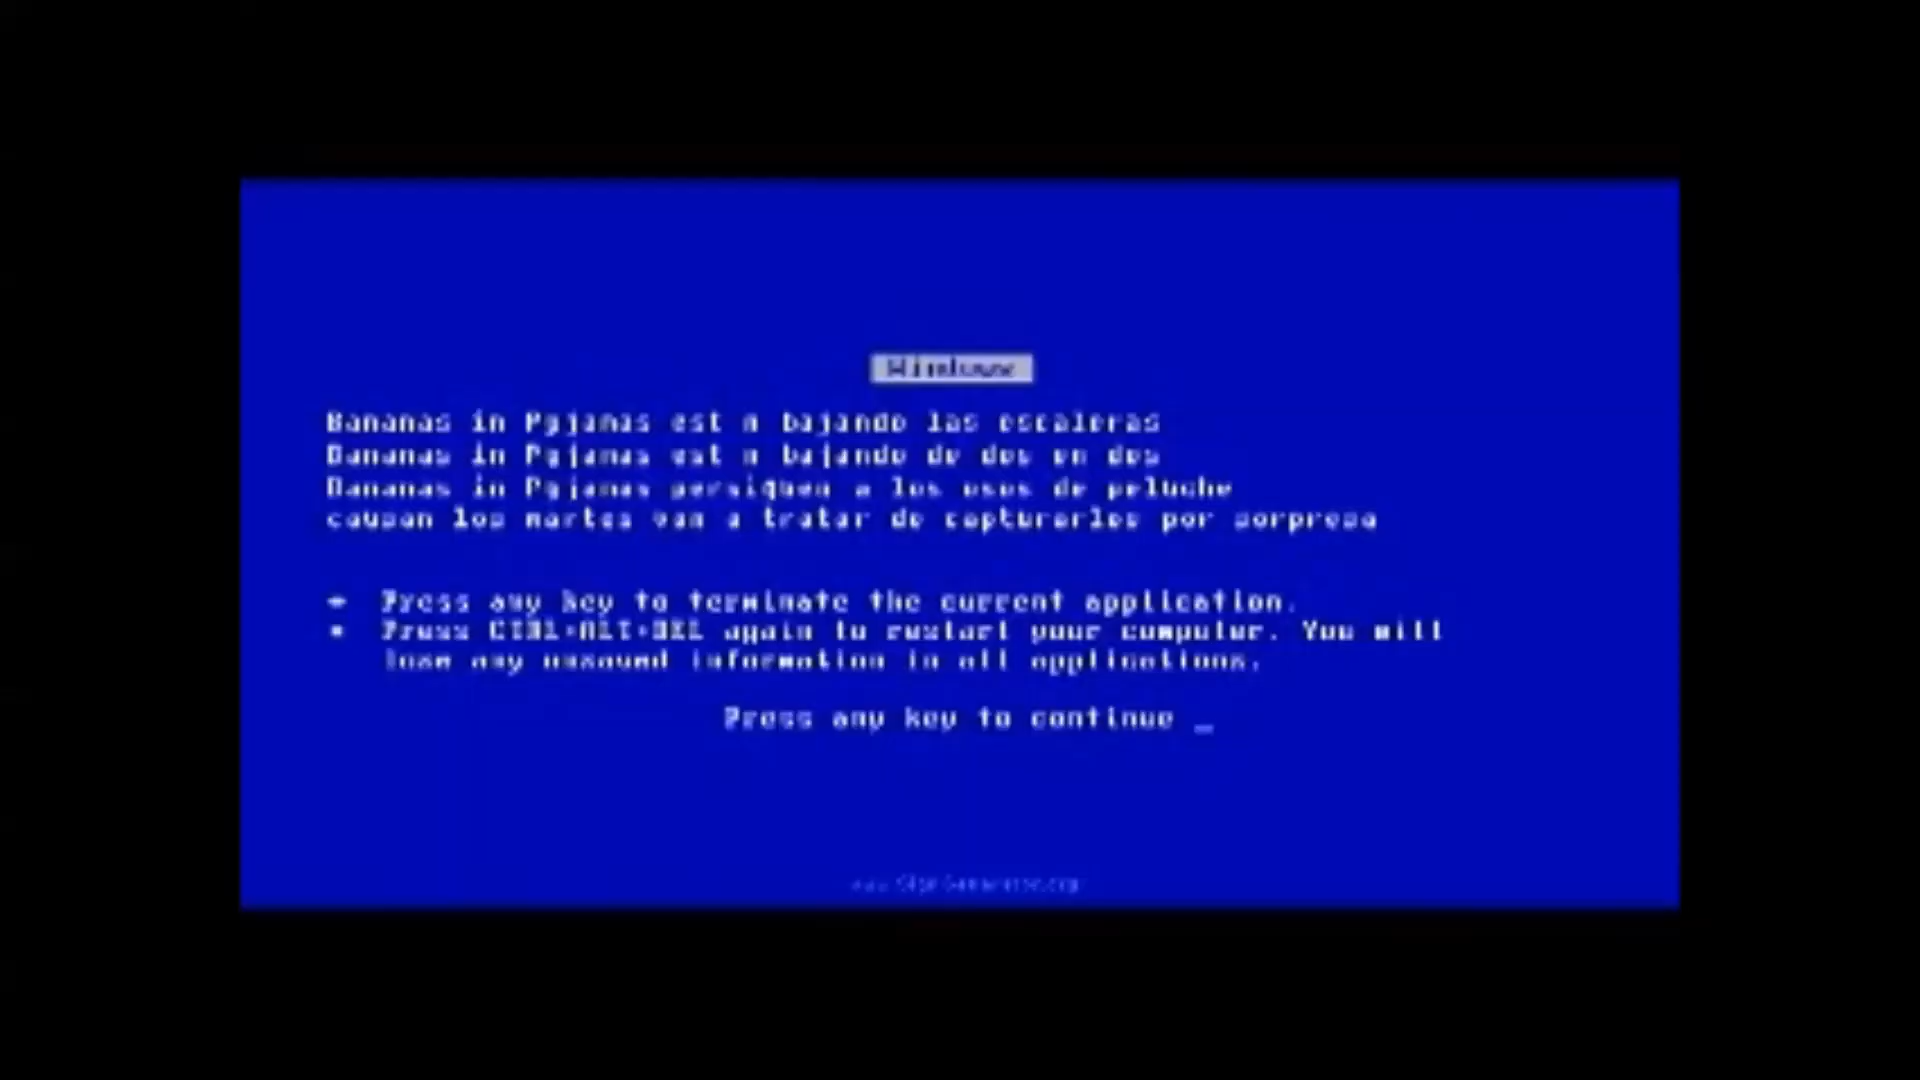 Windows
Bananas in Pyjamas est n bajando las escaleras
Bananas in Pyjamas est n bajando de dos en dos
Bananas in Pyjamas persiguen a los osos de peluche
causan los martes van a tratar de capturarlos por sorpresa
* Press any key to terminate the current application.
* Press CTRL+ALT+DEL again to restart your computer. You will
lose any unsaved information in all applications.
Press any key to continue _